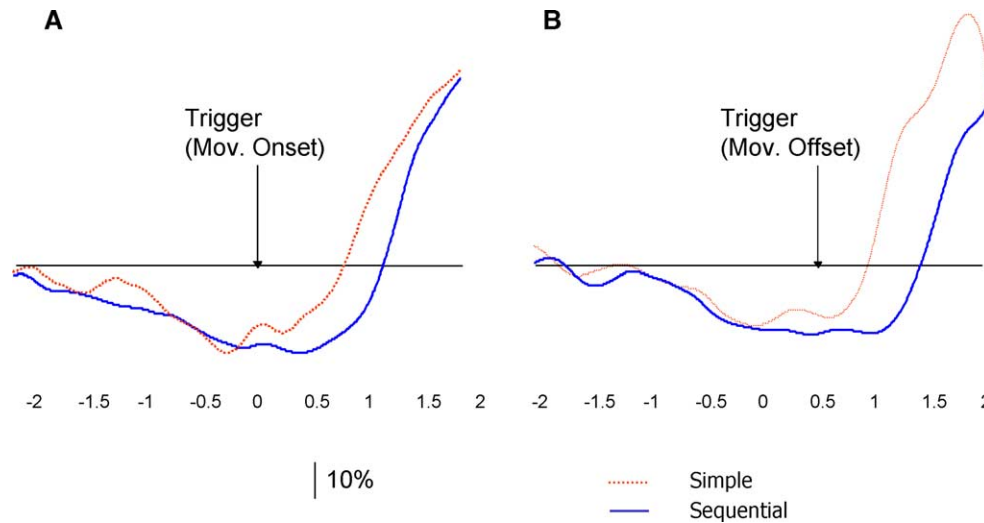 A
B
Trigger
(Mov. Onset)
Trigger
(Mov. Offset)
-2 -1.5 -1 -0.5 0 0.5 1 1.5 2
-2 -1.5 -1 -0.5 0 0.5 1 1.5 2
10%
Simple
Sequential